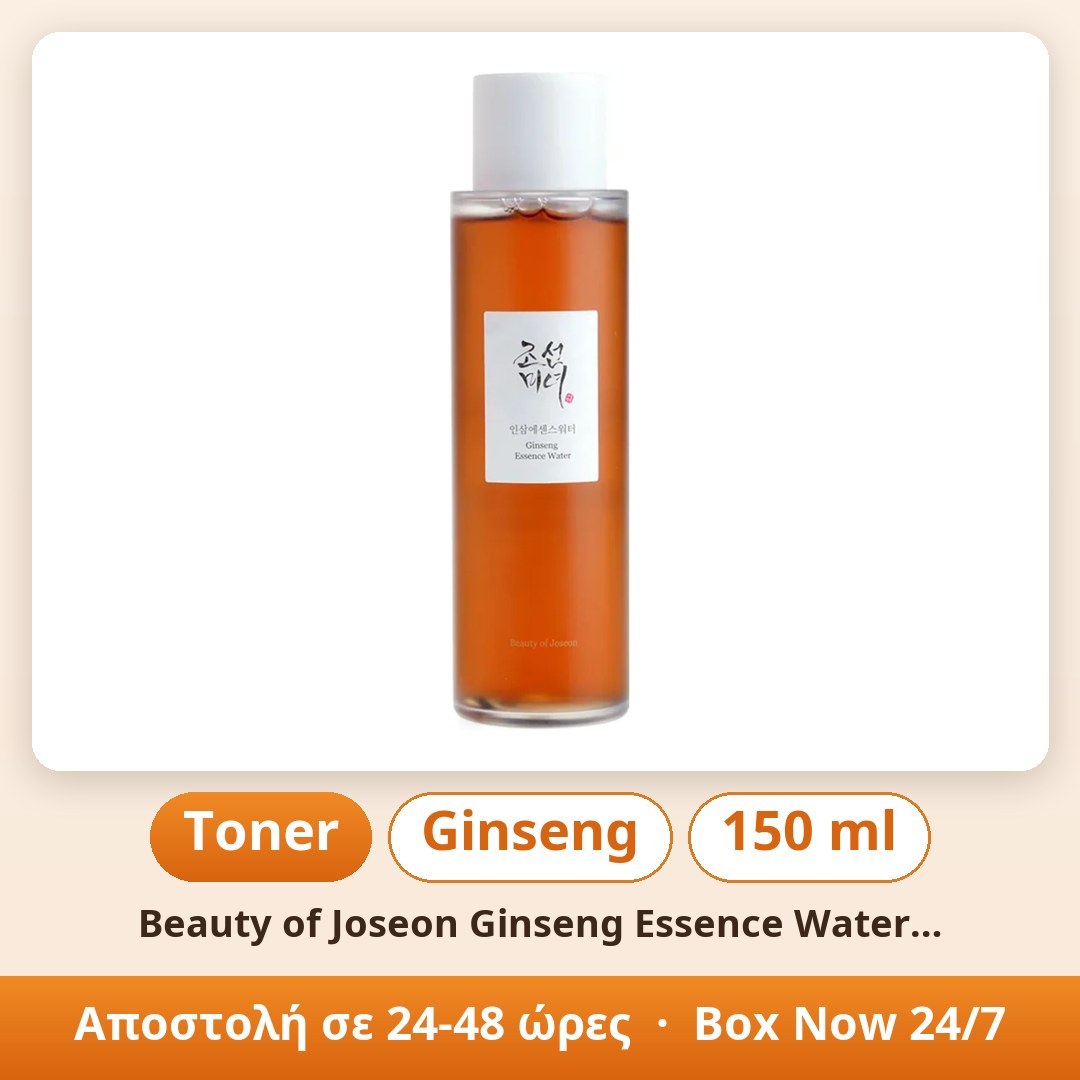 조선
미녀
인삼에센스워터
Ginseng
Essence Water
Beauty of Joseon
Toner
Ginseng
150 ml
Beauty of Joseon Ginseng Essence Water...
Αποστολή σε 24-48 ώρες · Box Now 24/7